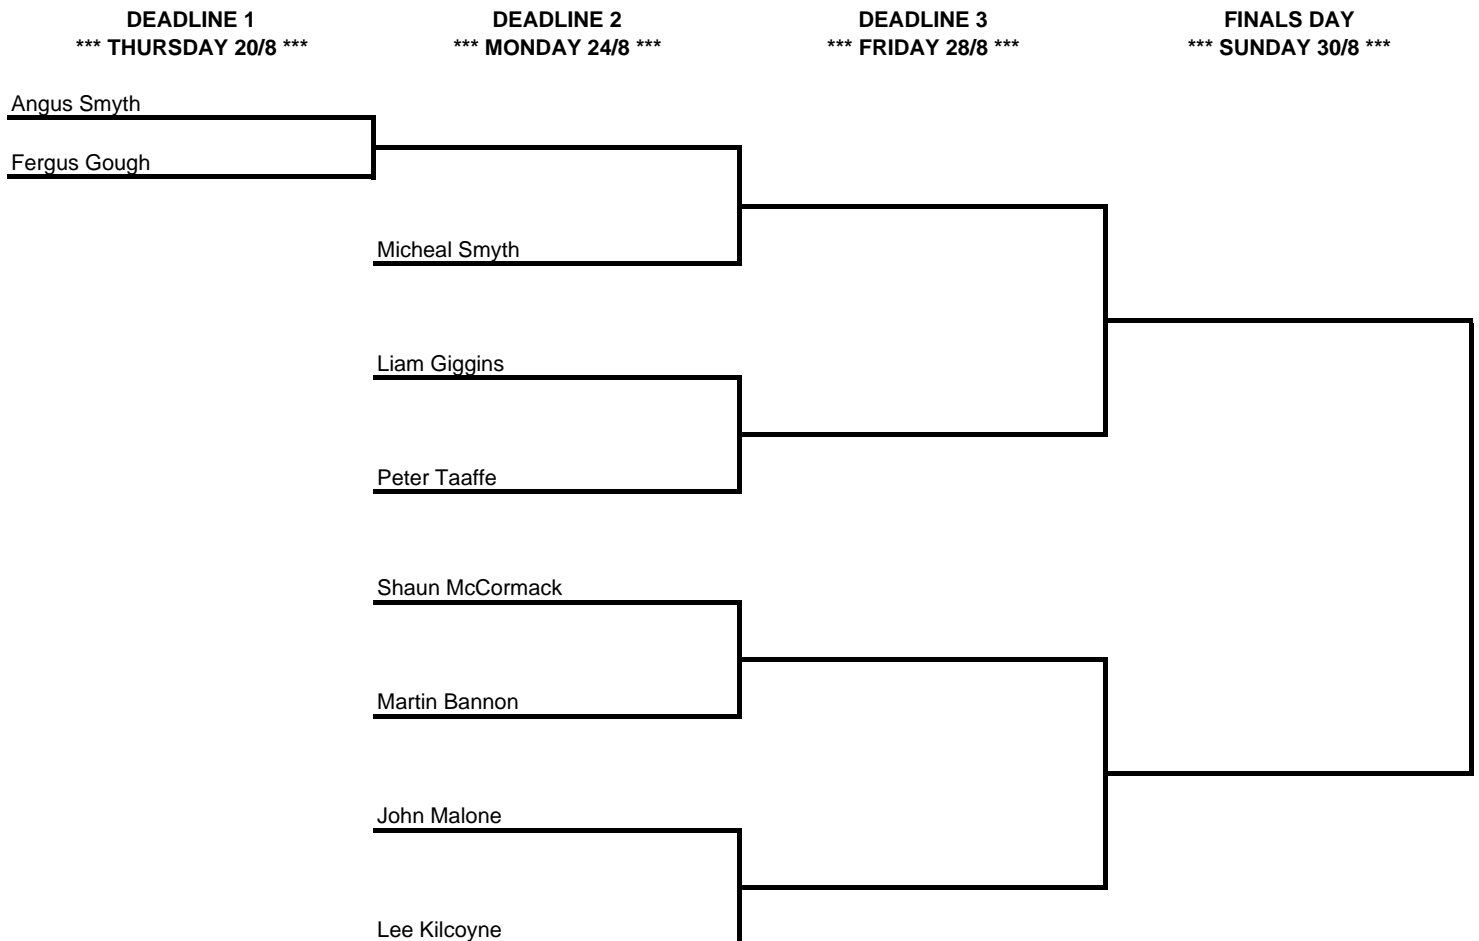 DEADLINE 1 DEADLINE 2 DEADLINE 3 FINALS DAY
*** THURSDAY 20/8 *** *** MONDAY 24/8 *** *** FRIDAY 28/8 *** *** SUNDAY 30/8 ***
Angus Smyth
Fergus Gough
Micheal Smyth
Liam Giggins
Peter Taaffe
Shaun McCormack
Martin Bannon
John Malone
Lee Kilcoyne